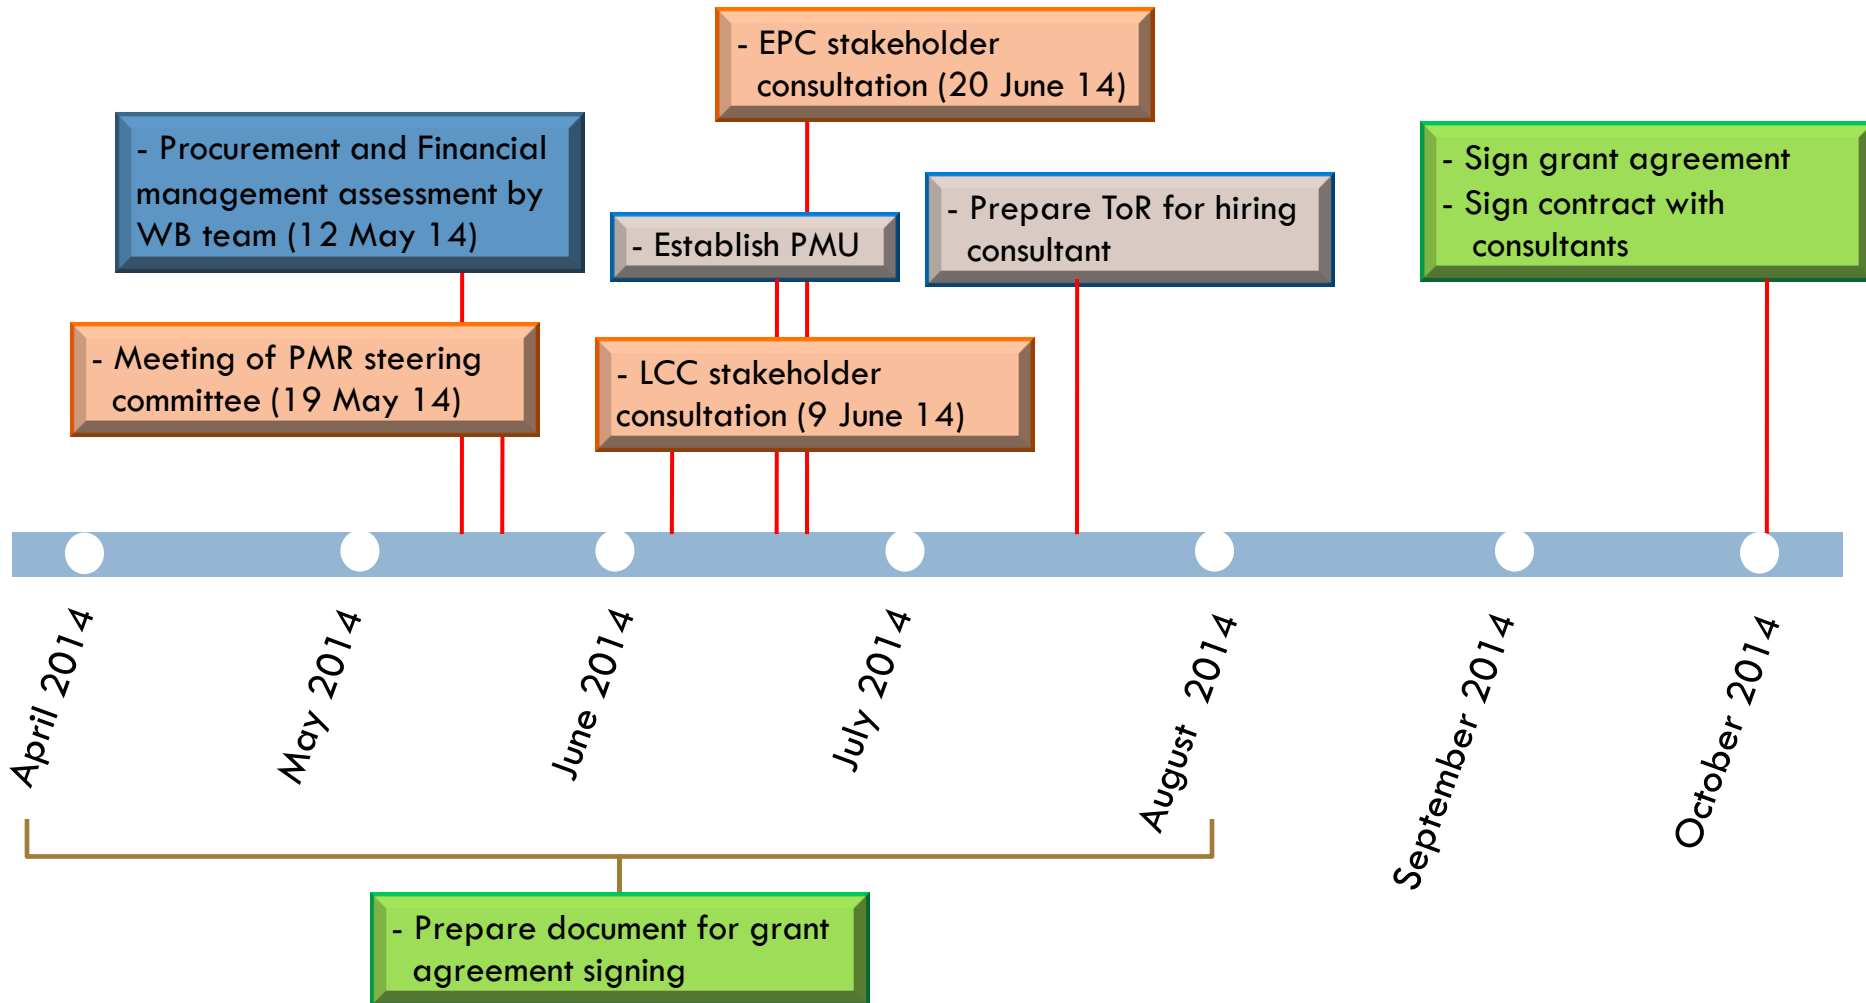 - EPC stakeholder
consultation (20 June 14)
- Procurement and Financial
management assessment by
WB team (12 May 14)
- Sign grant agreement
- Sign contract with
consultants
- Prepare ToR for hiring
consultant
- Establish PMU
- Meeting of PMR steering
committee (19 May 14)
- LCC stakeholder
consultation (9 June 14)
April 2014
May 2014
June 2014
July 2014
August 2014
September 2014
October 2014
- Prepare document for grant
agreement signing